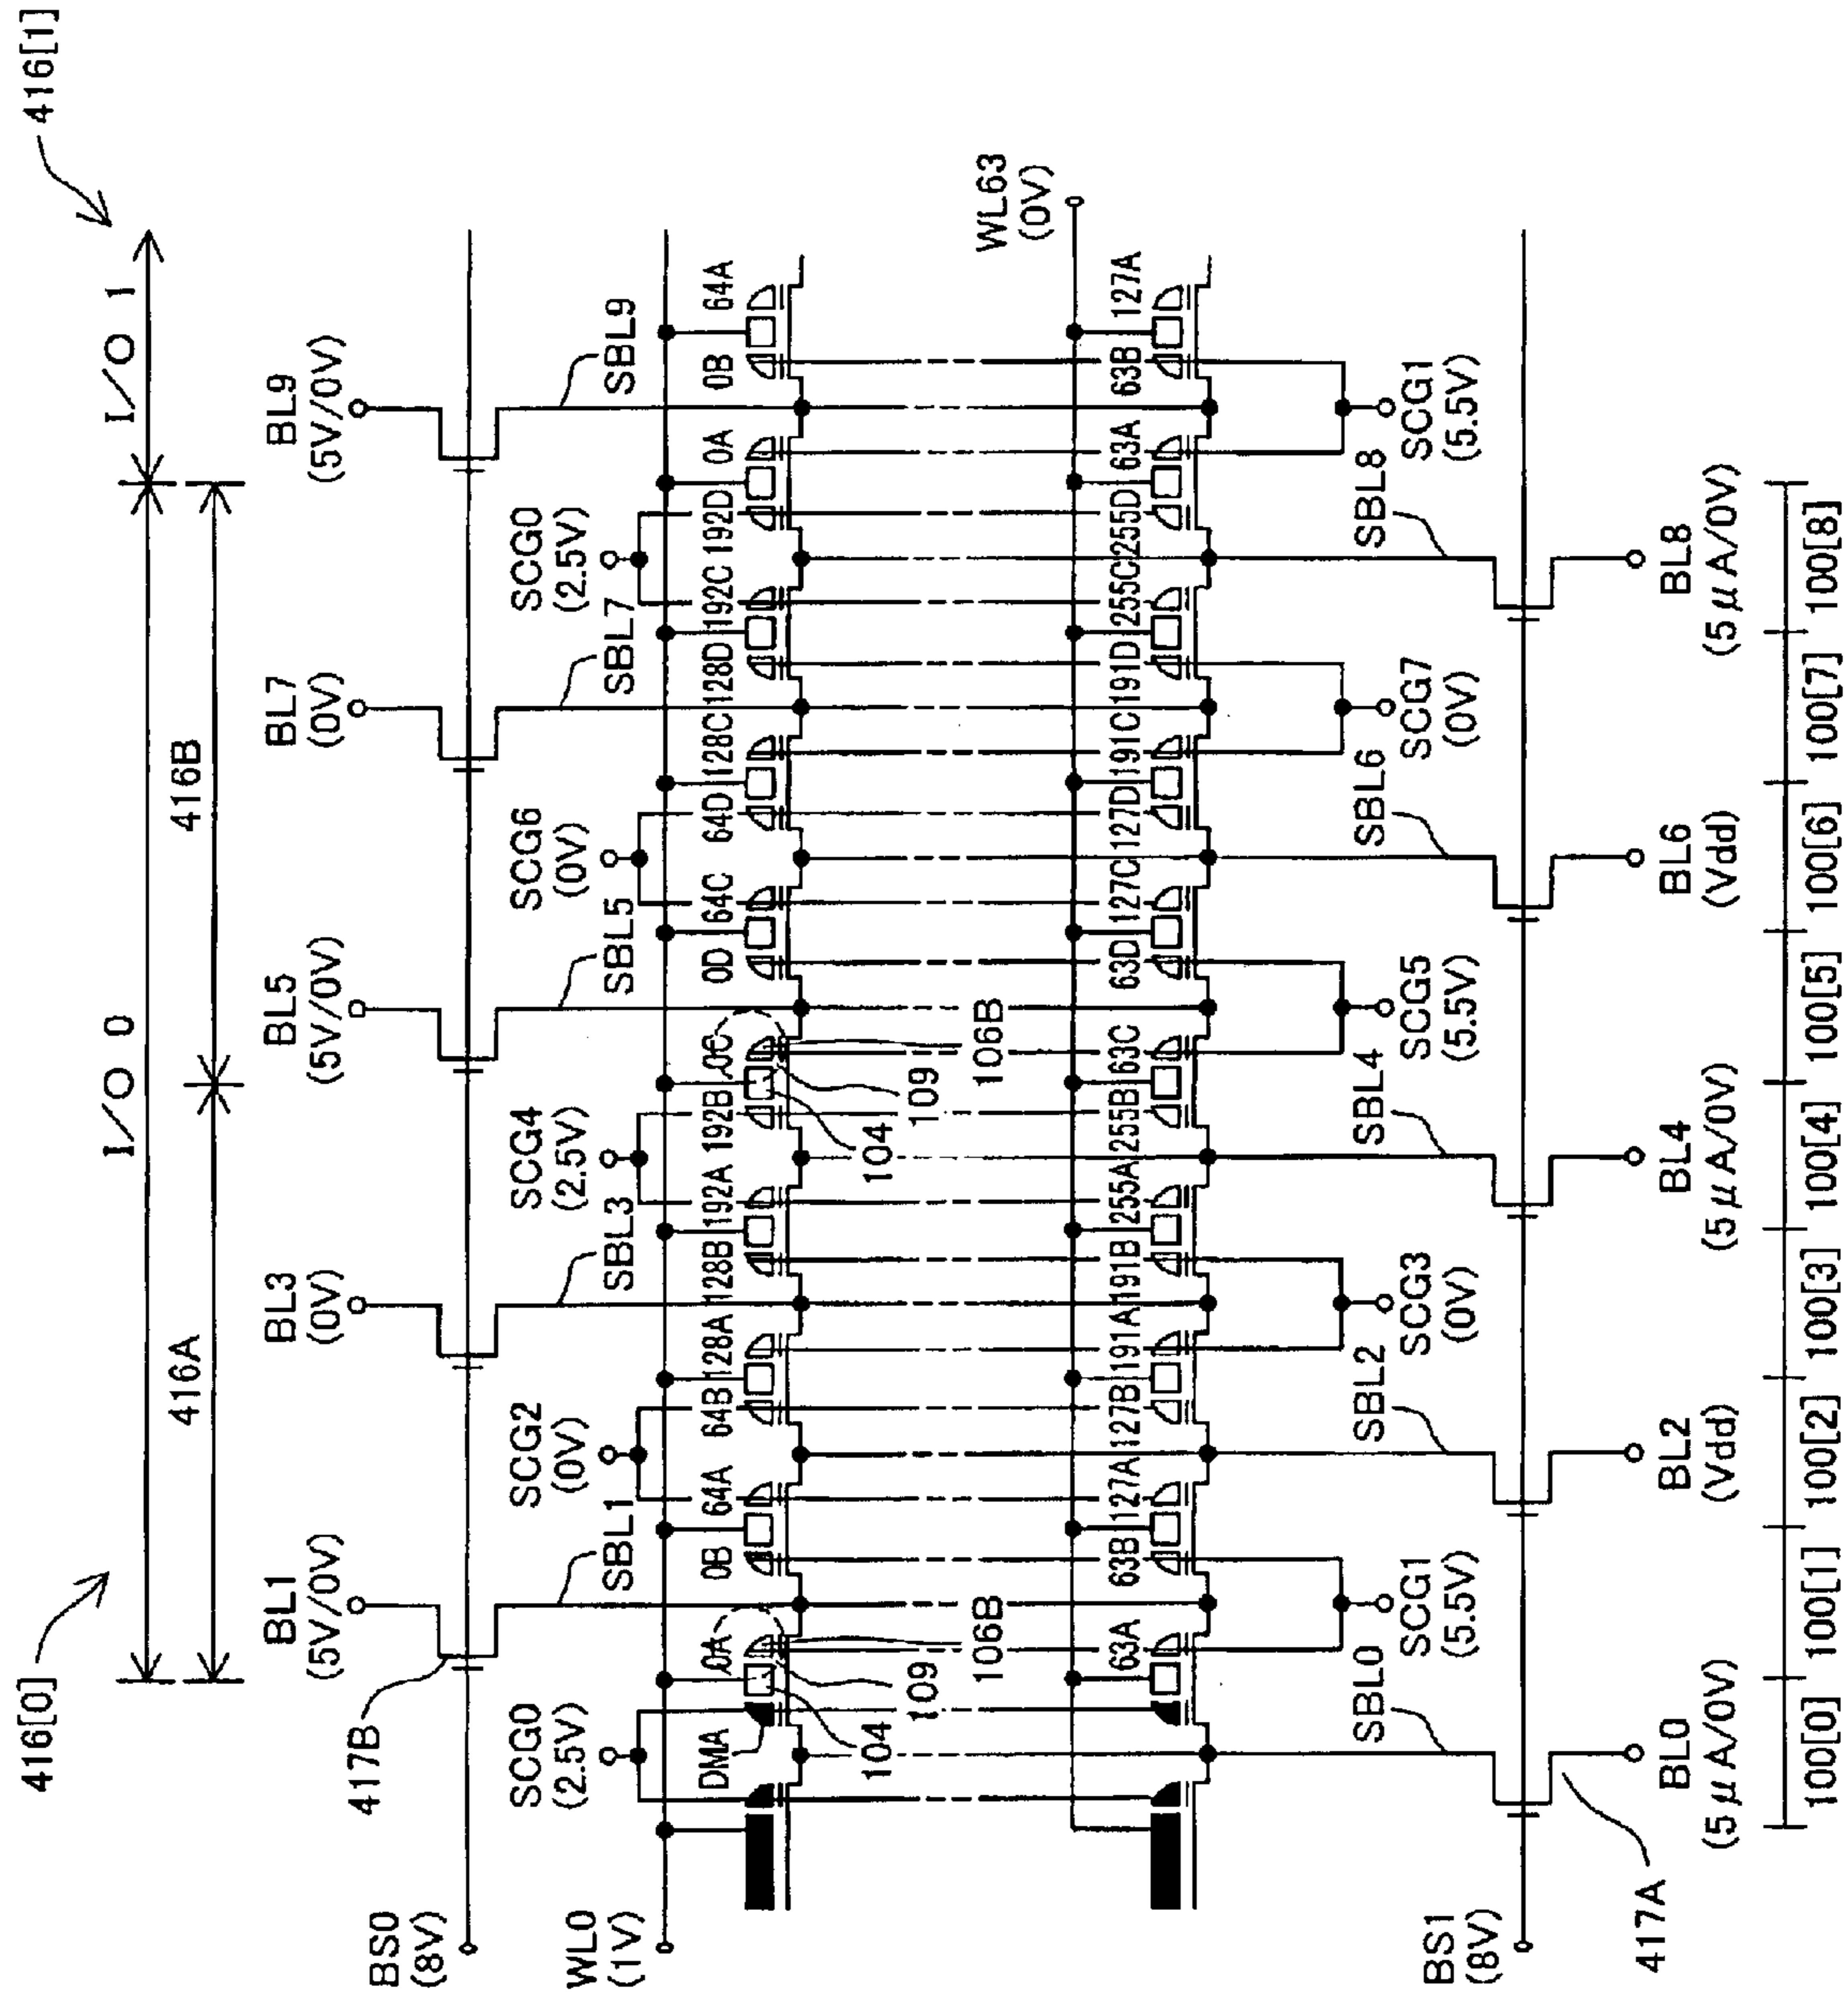 416[0]
416[1]
I/O 0
I/O 1
416A
416B
BL1
(5V/0V)
BL3
(0V)
BL5
(5V/0V)
BL7
(0V)
BL9
(5V/0V)
417B
BS0
(8V)
SCG0
(2.5V)
SBL1
SCG2
(0V)
SBL3
SCG4
(2.5V)
SBL5
SCG6
(0V)
SBL7
SCG0
(2.5V)
SBL9
WL0
(1V)
DMA
0A
0B
64A
64B
128A
128B
192A
192B
0C
0D
64C
64D
128C
128D
192C
192D
0A
0B
64A
104
109
106B
104
109
106B
WL63
(0V)
63A
63B
127A
127B
191A
191B
255A
255B
63C
63D
127C
127D
191C
191D
255C
255D
63A
63B
127A
SBL0
SCG1
(5.5V)
SBL2
SCG3
(0V)
SBL4
SCG5
(5.5V)
SBL6
SCG7
(0V)
SBL8
SCG1
(5.5V)
BS1
(8V)
417A
BL0
(5μA/0V)
BL2
(Vdd)
BL4
(5μA/0V)
BL6
(Vdd)
BL8
(5μA/0V)
100[0]
100[1]
100[2]
100[3]
100[4]
100[5]
100[6]
100[7]
100[8]